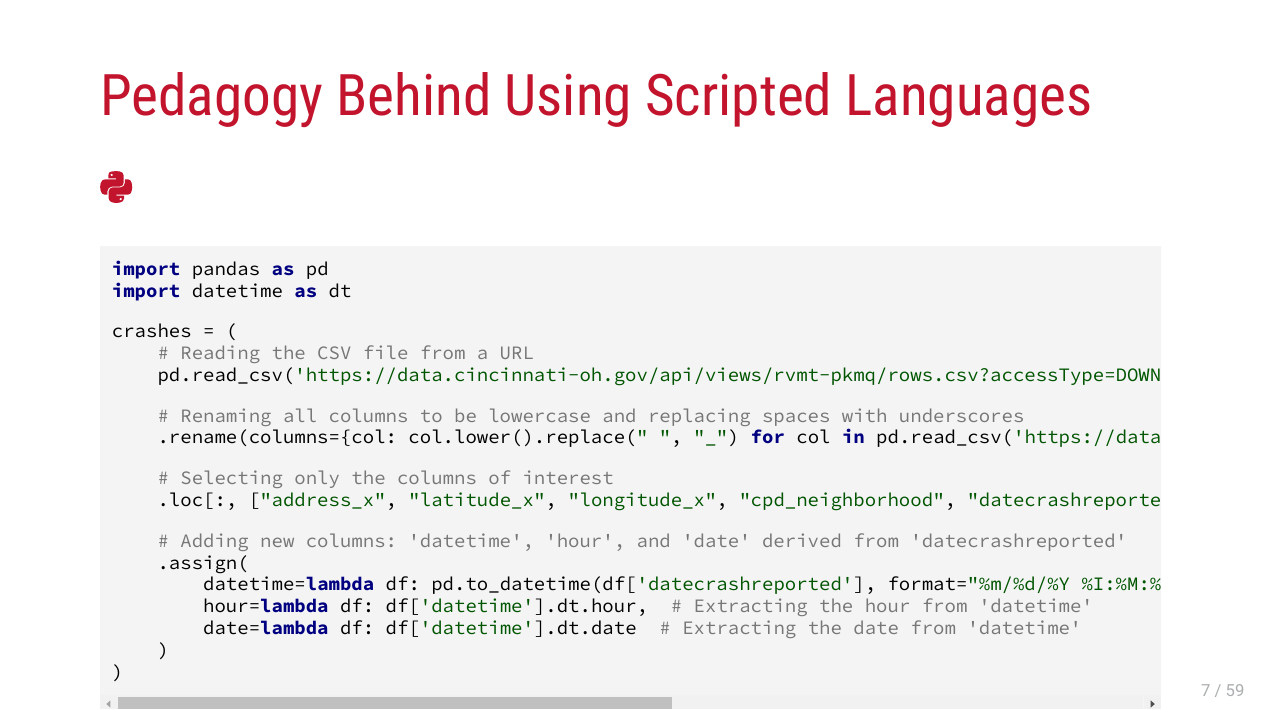 Pedagogy Behind Using Scripted Languages
import pandas as pd
import datetime as dt
crashes = (
# Reading the CSV file from a URL
pd.read_csv('https://data.cincinnati-oh.gov/api/views/rvmt-pkmq/rows.csv?accessType=DOWN
# Renaming all columns to be lowercase and replacing spaces with underscores
.rename(columns={col: col.lower().replace(" ", "_") for col in pd.read_csv('https://data
# Selecting only the columns of interest
.loc[:, ["address_x", "latitude_x", "longitude_x", "cpd_neighborhood", "datecrashreporte
# Adding new columns: 'datetime', 'hour', and 'date' derived from 'datecrashreported'
.assign(
datetime=lambda df: pd.to_datetime(df['datecrashreported'], format="%m/%d/%Y %I:%M:%
hour=lambda df: df['datetime'].dt.hour,  # Extracting the hour from 'datetime'
date=lambda df: df['datetime'].dt.date  # Extracting the date from 'datetime'
)
)
7 / 59